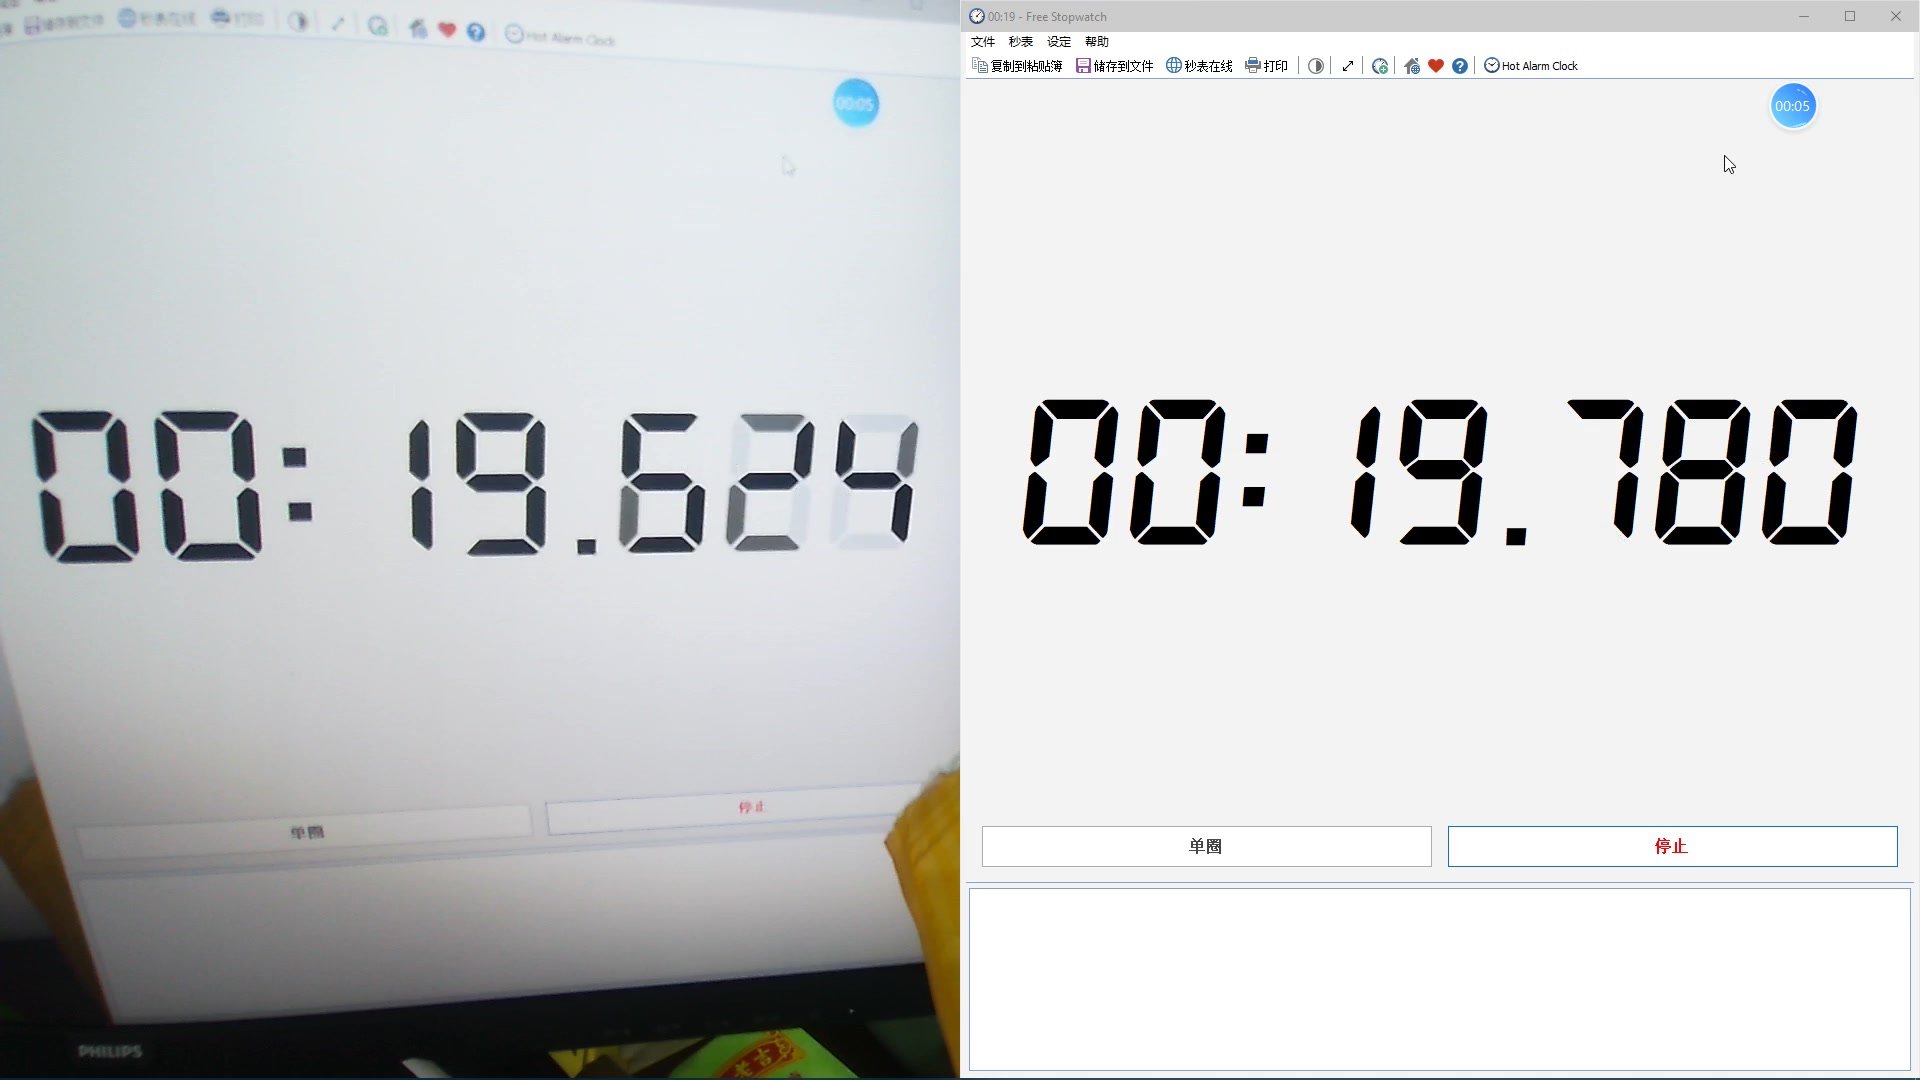 储存到文件 秒表在线 打印 Hot Alarm Clock
00:05
00:19.624
单圈 停止
PHILIPS
00:19 - Free Stopwatch
文件 秒表 设定 帮助
复制到粘贴簿 储存到文件 秒表在线 打印 Hot Alarm Clock
00:05
00:19.780
单圈 停止